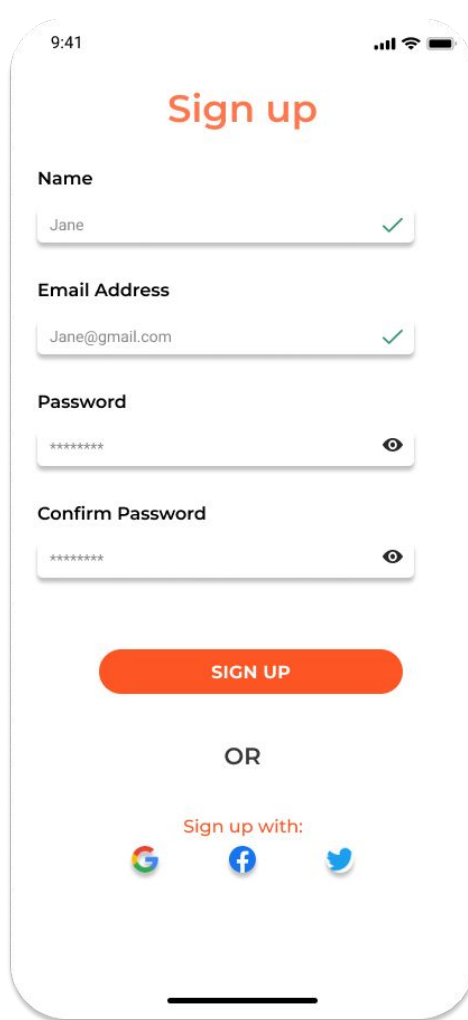 9:41
Sign up
Name
Jane
Email Address
Jane@gmail.com
Password
********
Confirm Password
********
SIGN UP
OR
Sign up with: